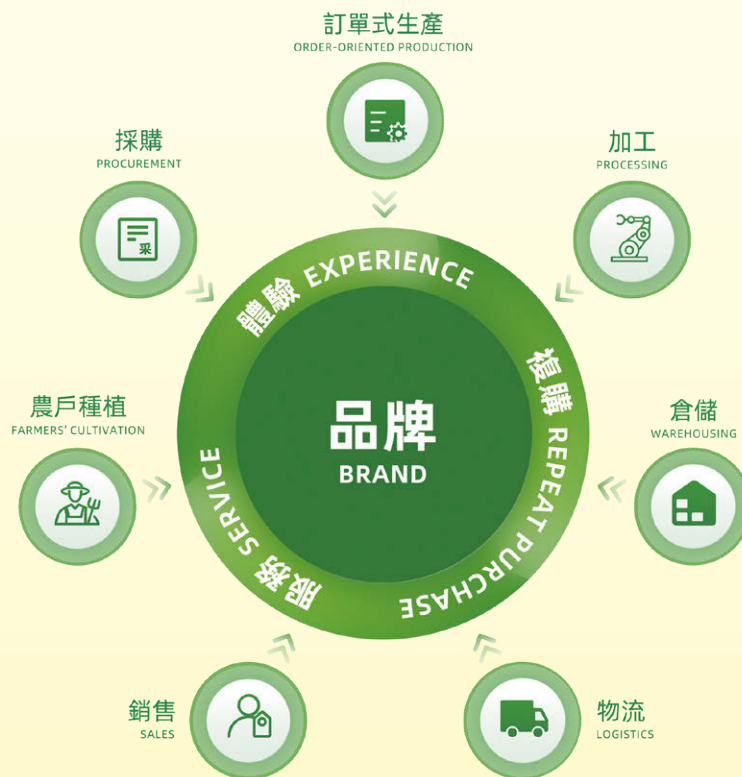 訂單式生產
ORDER-ORIENTED PRODUCTION
採購
PROCUREMENT
采
加工
PROCESSING
體驗 EXPERIENCE
複購 REPEAT PURCHASE
服務 SERVICE
品牌
BRAND
農戶種植
FARMERS' CULTIVATION
倉儲
WAREHOUSING
銷售
SALES
物流
LOGISTICS